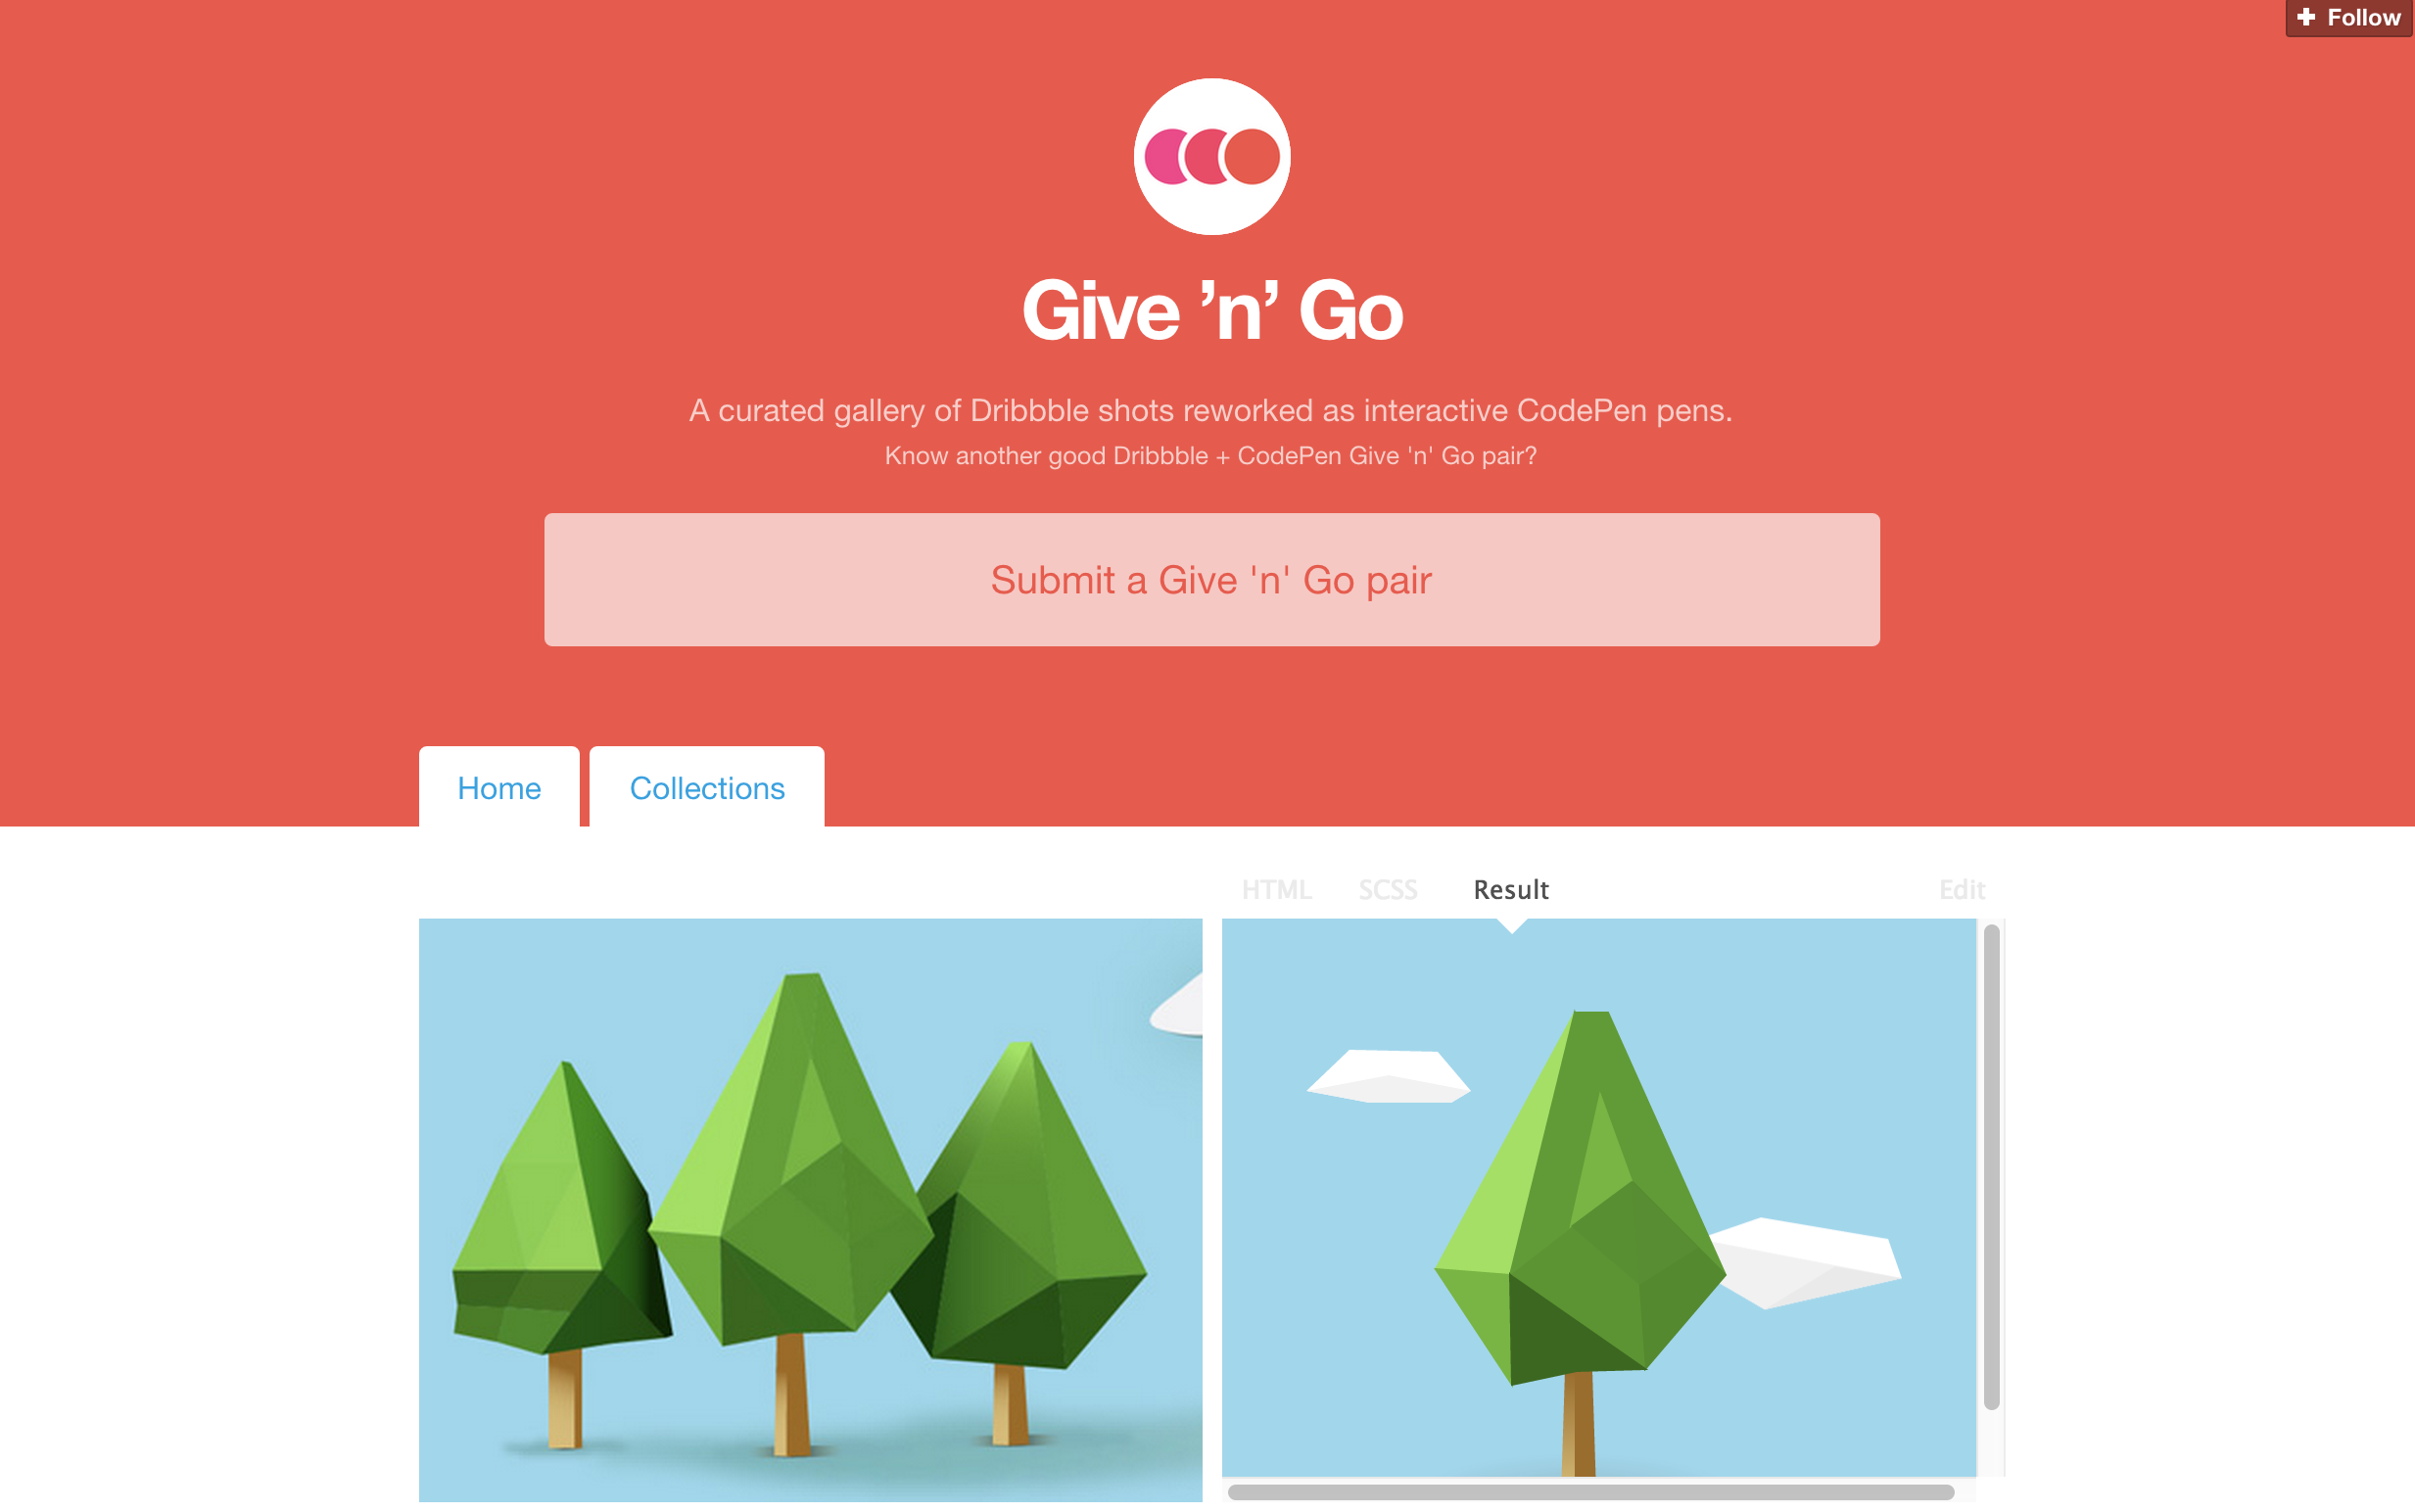 Follow
Give ’n’ Go
A curated gallery of Dribbble shots reworked as interactive CodePen pens.
Know another good Dribbble + CodePen Give 'n' Go pair?
Submit a Give 'n' Go pair
Home
Collections
HTML
SCSS
Result
Edit